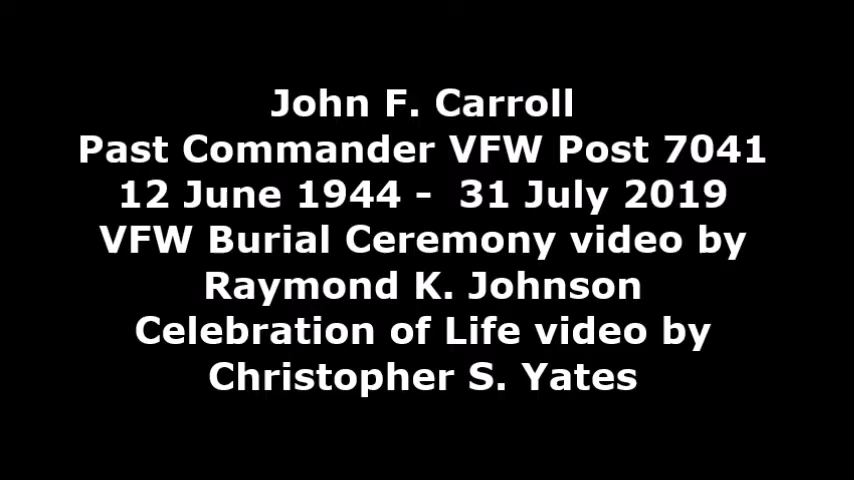 John F. Carroll
Past Commander VFW Post 7041
12 June 1944 -  31 July 2019
VFW Burial Ceremony video by
Raymond K. Johnson
Celebration of Life video by
Christopher S. Yates